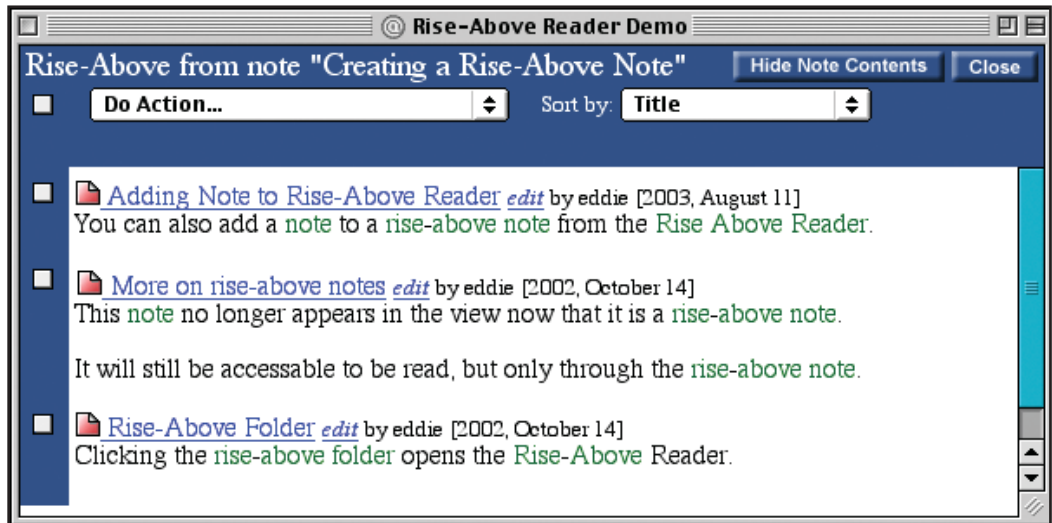 Rise-Above Reader Demo
Rise-Above from note "Creating a Rise-Above Note"
Hide Note Contents
Close
Do Action...
Sort by: Title
Adding Note to Rise-Above Reader edit by eddie [2003, August 11]
You can also add a note to a rise-above note from the Rise Above Reader.
More on rise-above notes edit by eddie [2002, October 14]
This note no longer appears in the view now that it is a rise-above note.
It will still be accessable to be read, but only through the rise-above note.
Rise-Above Folder edit by eddie [2002, October 14]
Clicking the rise-above folder opens the Rise-Above Reader.